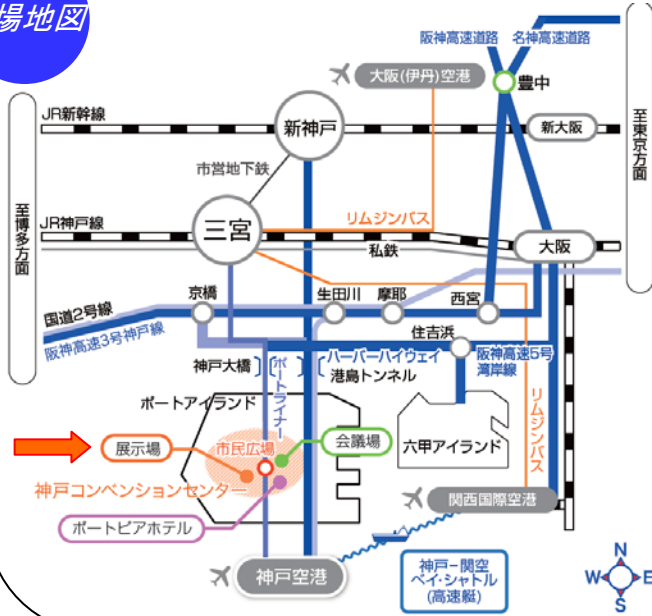 場地図
阪神高速道路
名神高速道路
大阪(伊丹)空港
豊中
至博多方面
至東京方面
JR新幹線
新神戸
新大阪
市営地下鉄
三宮
リムジンバス
JR神戸線
私鉄
大阪
京橋
生田川
摩耶
西宮
国道2号線
阪神高速3号神戸線
住吉浜
神戸大橋
ポートライナー
ハーバーハイウェイ
港島トンネル
阪神高速5号
湾岸線
リムジンバス
ポートアイランド
六甲アイランド
展示場
市民広場
会議場
神戸コンベンションセンター
ポートピアホテル
関西国際空港
神戸空港
神戸−関空
ベイ・シャトル
(高速艇)
N
W
E
S